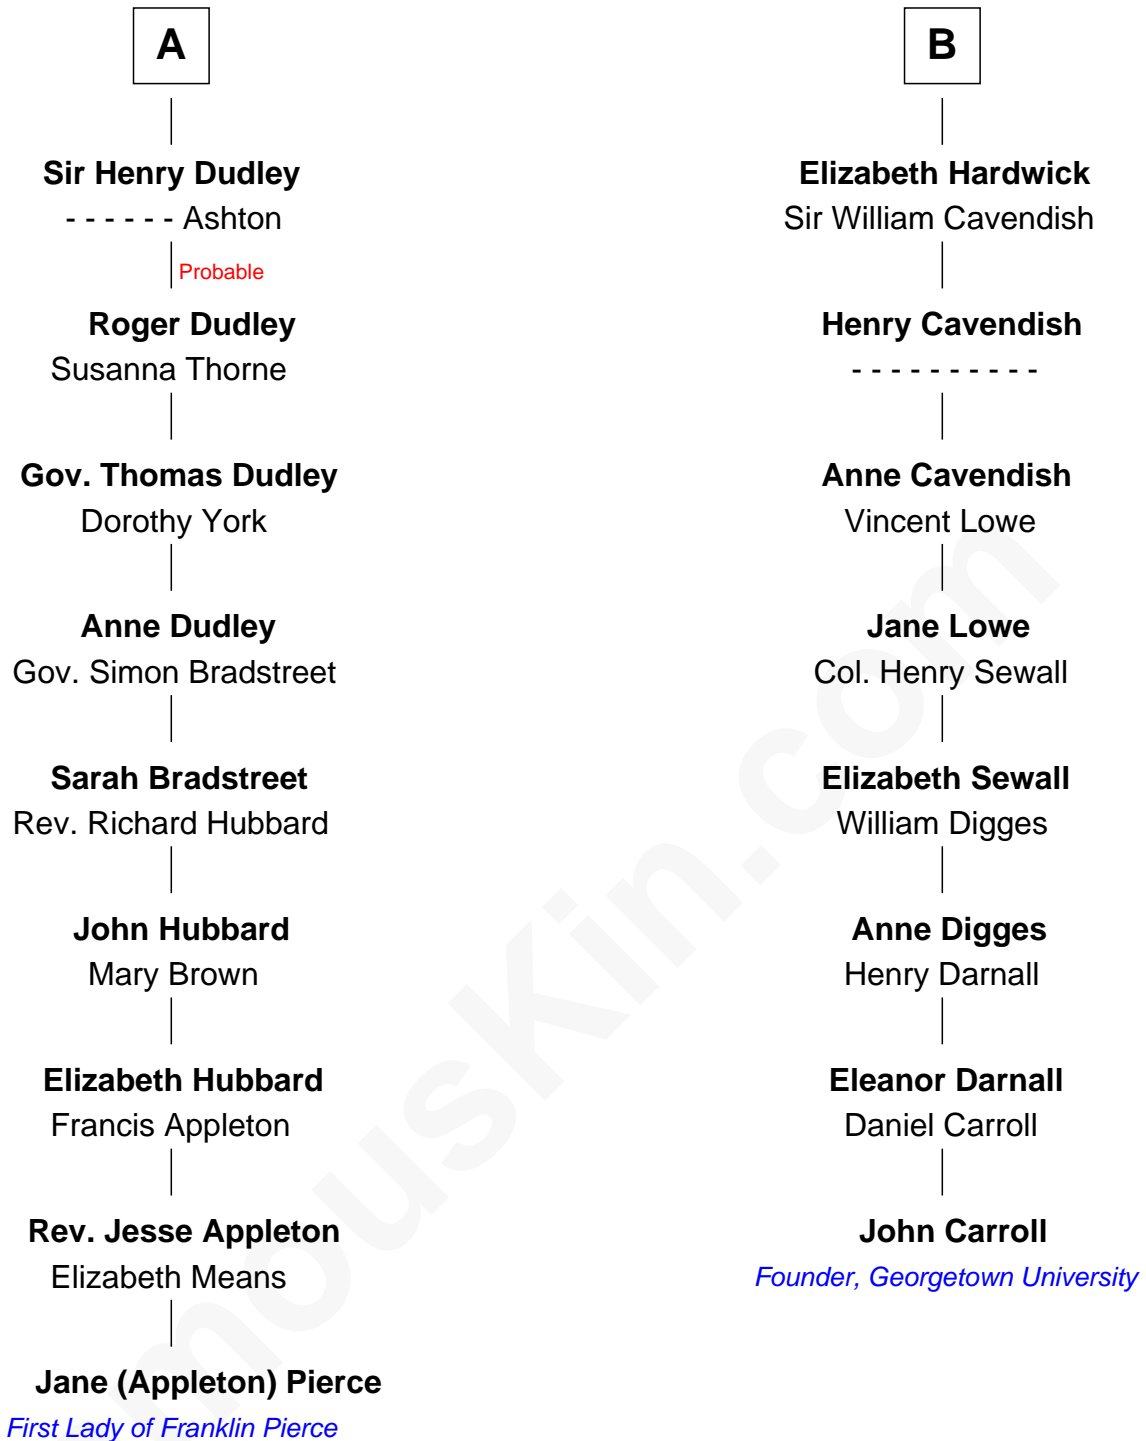 A
Sir Henry Dudley
- - - - - - Ashton
Probable
Roger Dudley
Susanna Thorne
Gov. Thomas Dudley
Dorothy York
Anne Dudley
Gov. Simon Bradstreet
Sarah Bradstreet
Rev. Richard Hubbard
John Hubbard
Mary Brown
Elizabeth Hubbard
Francis Appleton
Rev. Jesse Appleton
Elizabeth Means
Jane (Appleton) Pierce
First Lady of Franklin Pierce
B
Elizabeth Hardwick
Sir William Cavendish
Henry Cavendish
- - - - - - - - - -
Anne Cavendish
Vincent Lowe
Jane Lowe
Col. Henry Sewall
Elizabeth Sewall
William Digges
Anne Digges
Henry Darnall
Eleanor Darnall
Daniel Carroll
John Carroll
Founder, Georgetown University
mousKin.com